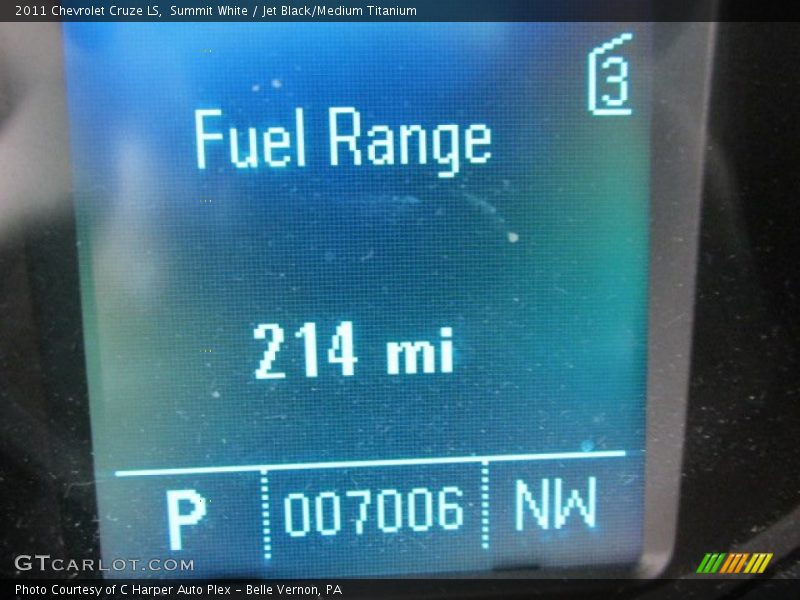 2011 Chevrolet Cruze LS,  Summit White / Jet Black/Medium Titanium
3
Fuel Range
214 mi
P 007006 NW
GTCARLOT.COM
Photo Courtesy of C Harper Auto Plex – Belle Vernon, PA